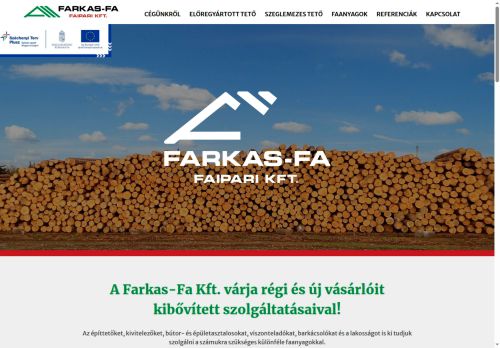 FARKAS-FA
FAIPARI KFT.
CÉGÜNKRŐL ELŐREGYÁRTOTT TETŐ SZEGLEMEZES TETŐ FAANYAGOK REFERENCIÁK KAPCSOLAT
Széchenyi Terv
Plusz
FARKAS-FA
FAIPARI KFT.
A Farkas-Fa Kft. várja régi és új vásárlóit
kibővített szolgáltatásaival!
Az építtetőket, kivitelezőket, bútor- és épületasztalosokat, viszonteladókat, barkácsolókat és a lakosságot is ki tudjuk
szolgálni a számukra szükséges különféle faanyagokkal.